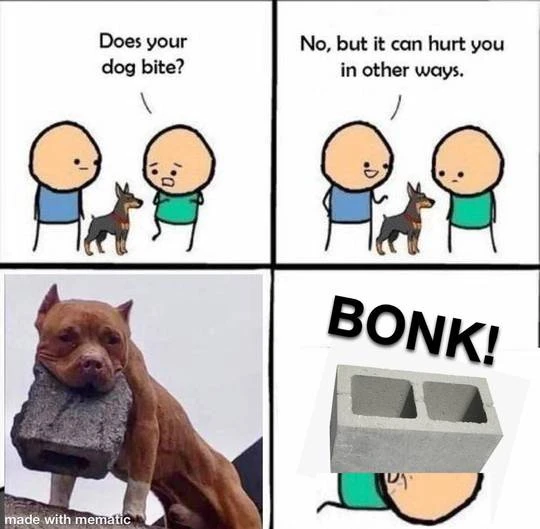 Does your
dog bite?
No, but it can hurt you
in other ways.
BONK!
made with mematic